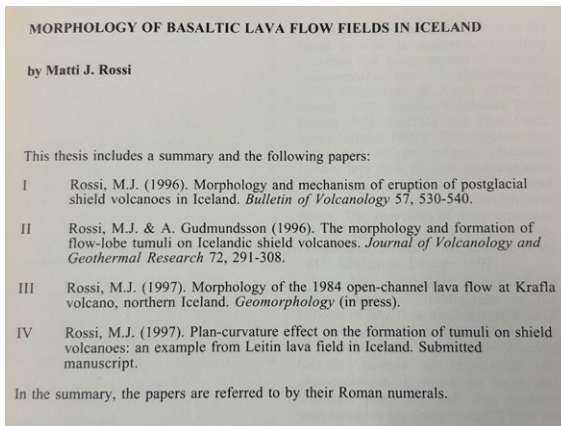 MORPHOLOGY OF BASALTIC LAVA FLOW FIELDS IN ICELAND
by Matti J. Rossi
This thesis includes a summary and the following papers:
I Rossi, M.J. (1996). Morphology and mechanism of eruption of postglacial
shield volcanoes in Iceland. Bulletin of Volcanology 57, 530-540.
II Rossi, M.J. & A. Gudmundsson (1996). The morphology and formation of
flow-lobe tumuli on Icelandic shield volcanoes. Journal of Volcanology and
Geothermal Research 72, 291-308.
III Rossi, M.J. (1997). Morphology of the 1984 open-channel lava flow at Krafla
volcano, northern Iceland. Geomorphology (in press).
IV Rossi, M.J. (1997). Plan-curvature effect on the formation of tumuli on shield
volcanoes: an example from Leitin lava field in Iceland. Submitted
manuscript.
In the summary, the papers are referred to by their Roman numerals.